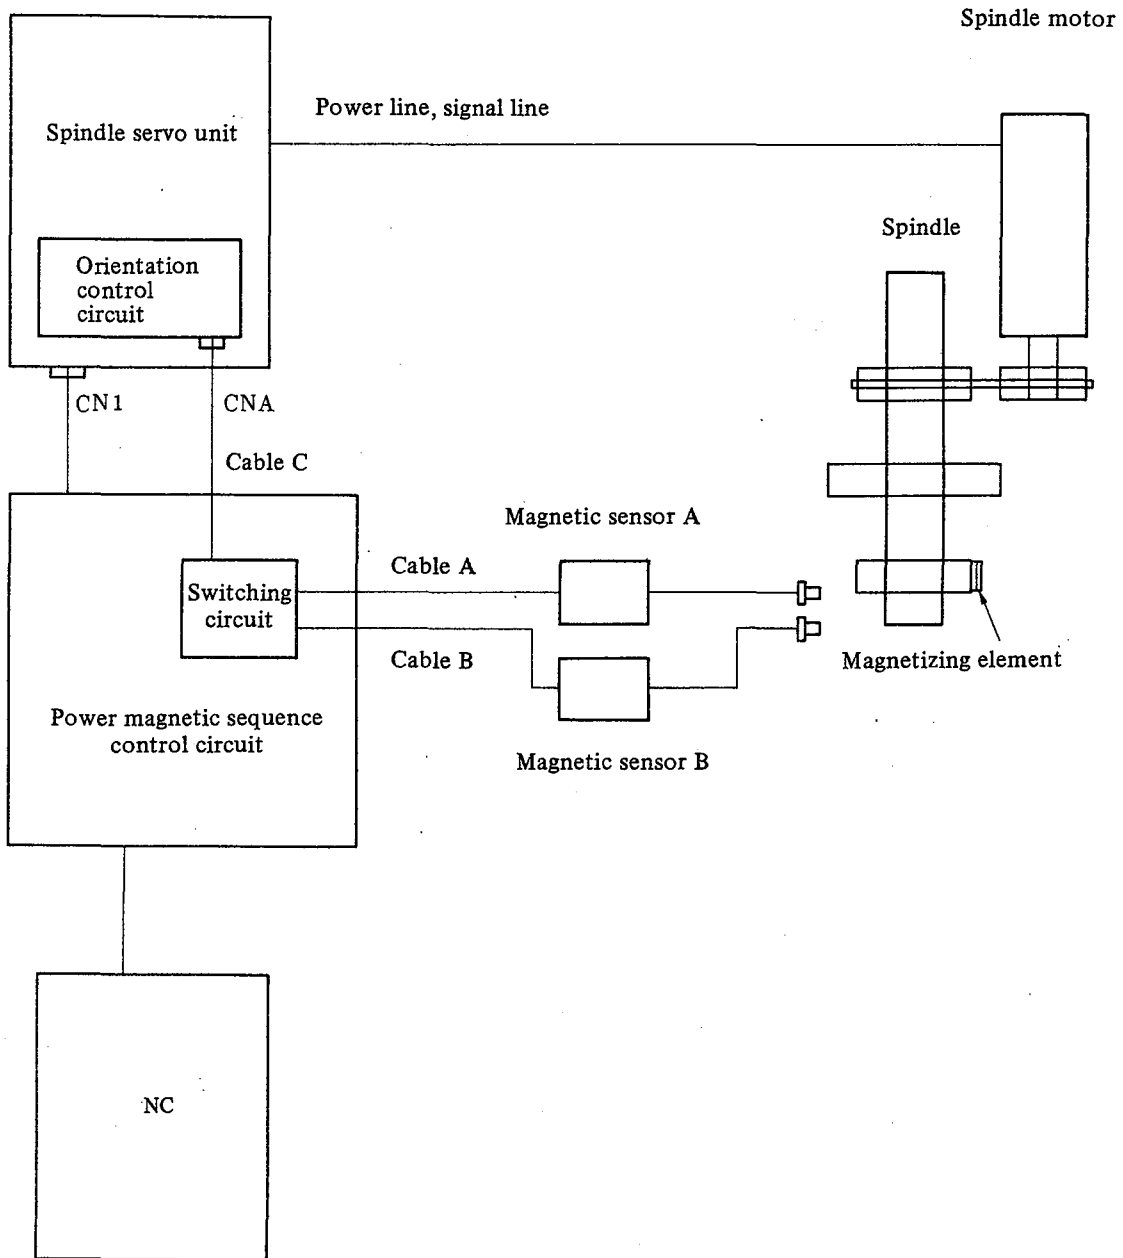 Spindle motor
Power line, signal line
Spindle servo unit
Spindle
Orientation
control
circuit
CN1
CNA
Cable C
Magnetic sensor A
Cable A
Switching
circuit
Cable B
Magnetizing element
Power magnetic sequence
control circuit
Magnetic sensor B
NC